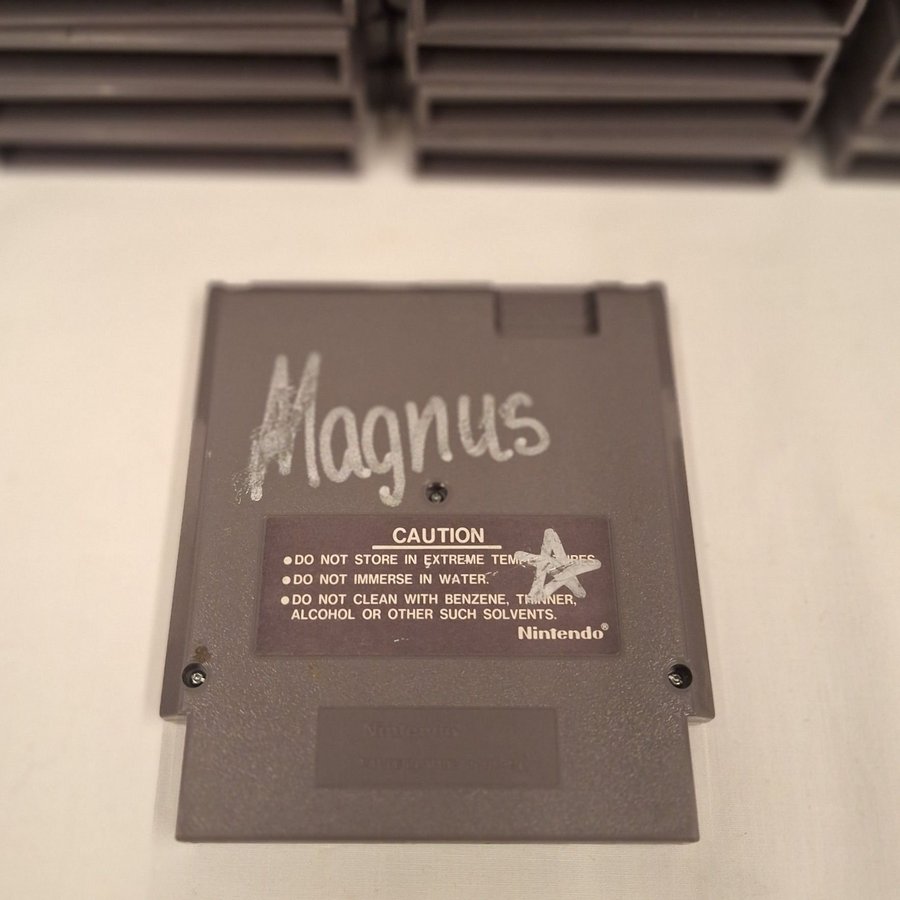 Magnus
CAUTION
●DO NOT STORE IN EXTREME TEMPERATURES.
●DO NOT IMMERSE IN WATER.
●DO NOT CLEAN WITH BENZENE, THINNER,
ALCOHOL OR OTHER SUCH SOLVENTS.
Nintendo®
Nintendo